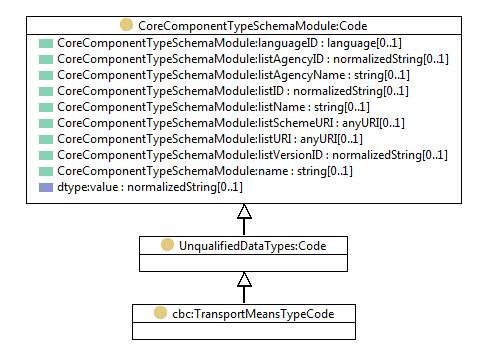 CoreComponentTypeSchemaModule:Code
CoreComponentTypeSchemaModule:languageID : language[0..1]
CoreComponentTypeSchemaModule:listAgencyID : normalizedString[0..1]
CoreComponentTypeSchemaModule:listAgencyName : string[0..1]
CoreComponentTypeSchemaModule:listID : normalizedString[0..1]
CoreComponentTypeSchemaModule:listName : string[0..1]
CoreComponentTypeSchemaModule:listSchemeURI : anyURI[0..1]
CoreComponentTypeSchemaModule:listURI : anyURI[0..1]
CoreComponentTypeSchemaModule:listVersionID : normalizedString[0..1]
CoreComponentTypeSchemaModule:name : string[0..1]
dtype:value : normalizedString[0..1]
UnqualifiedDataTypes:Code
cbc:TransportMeansTypeCode